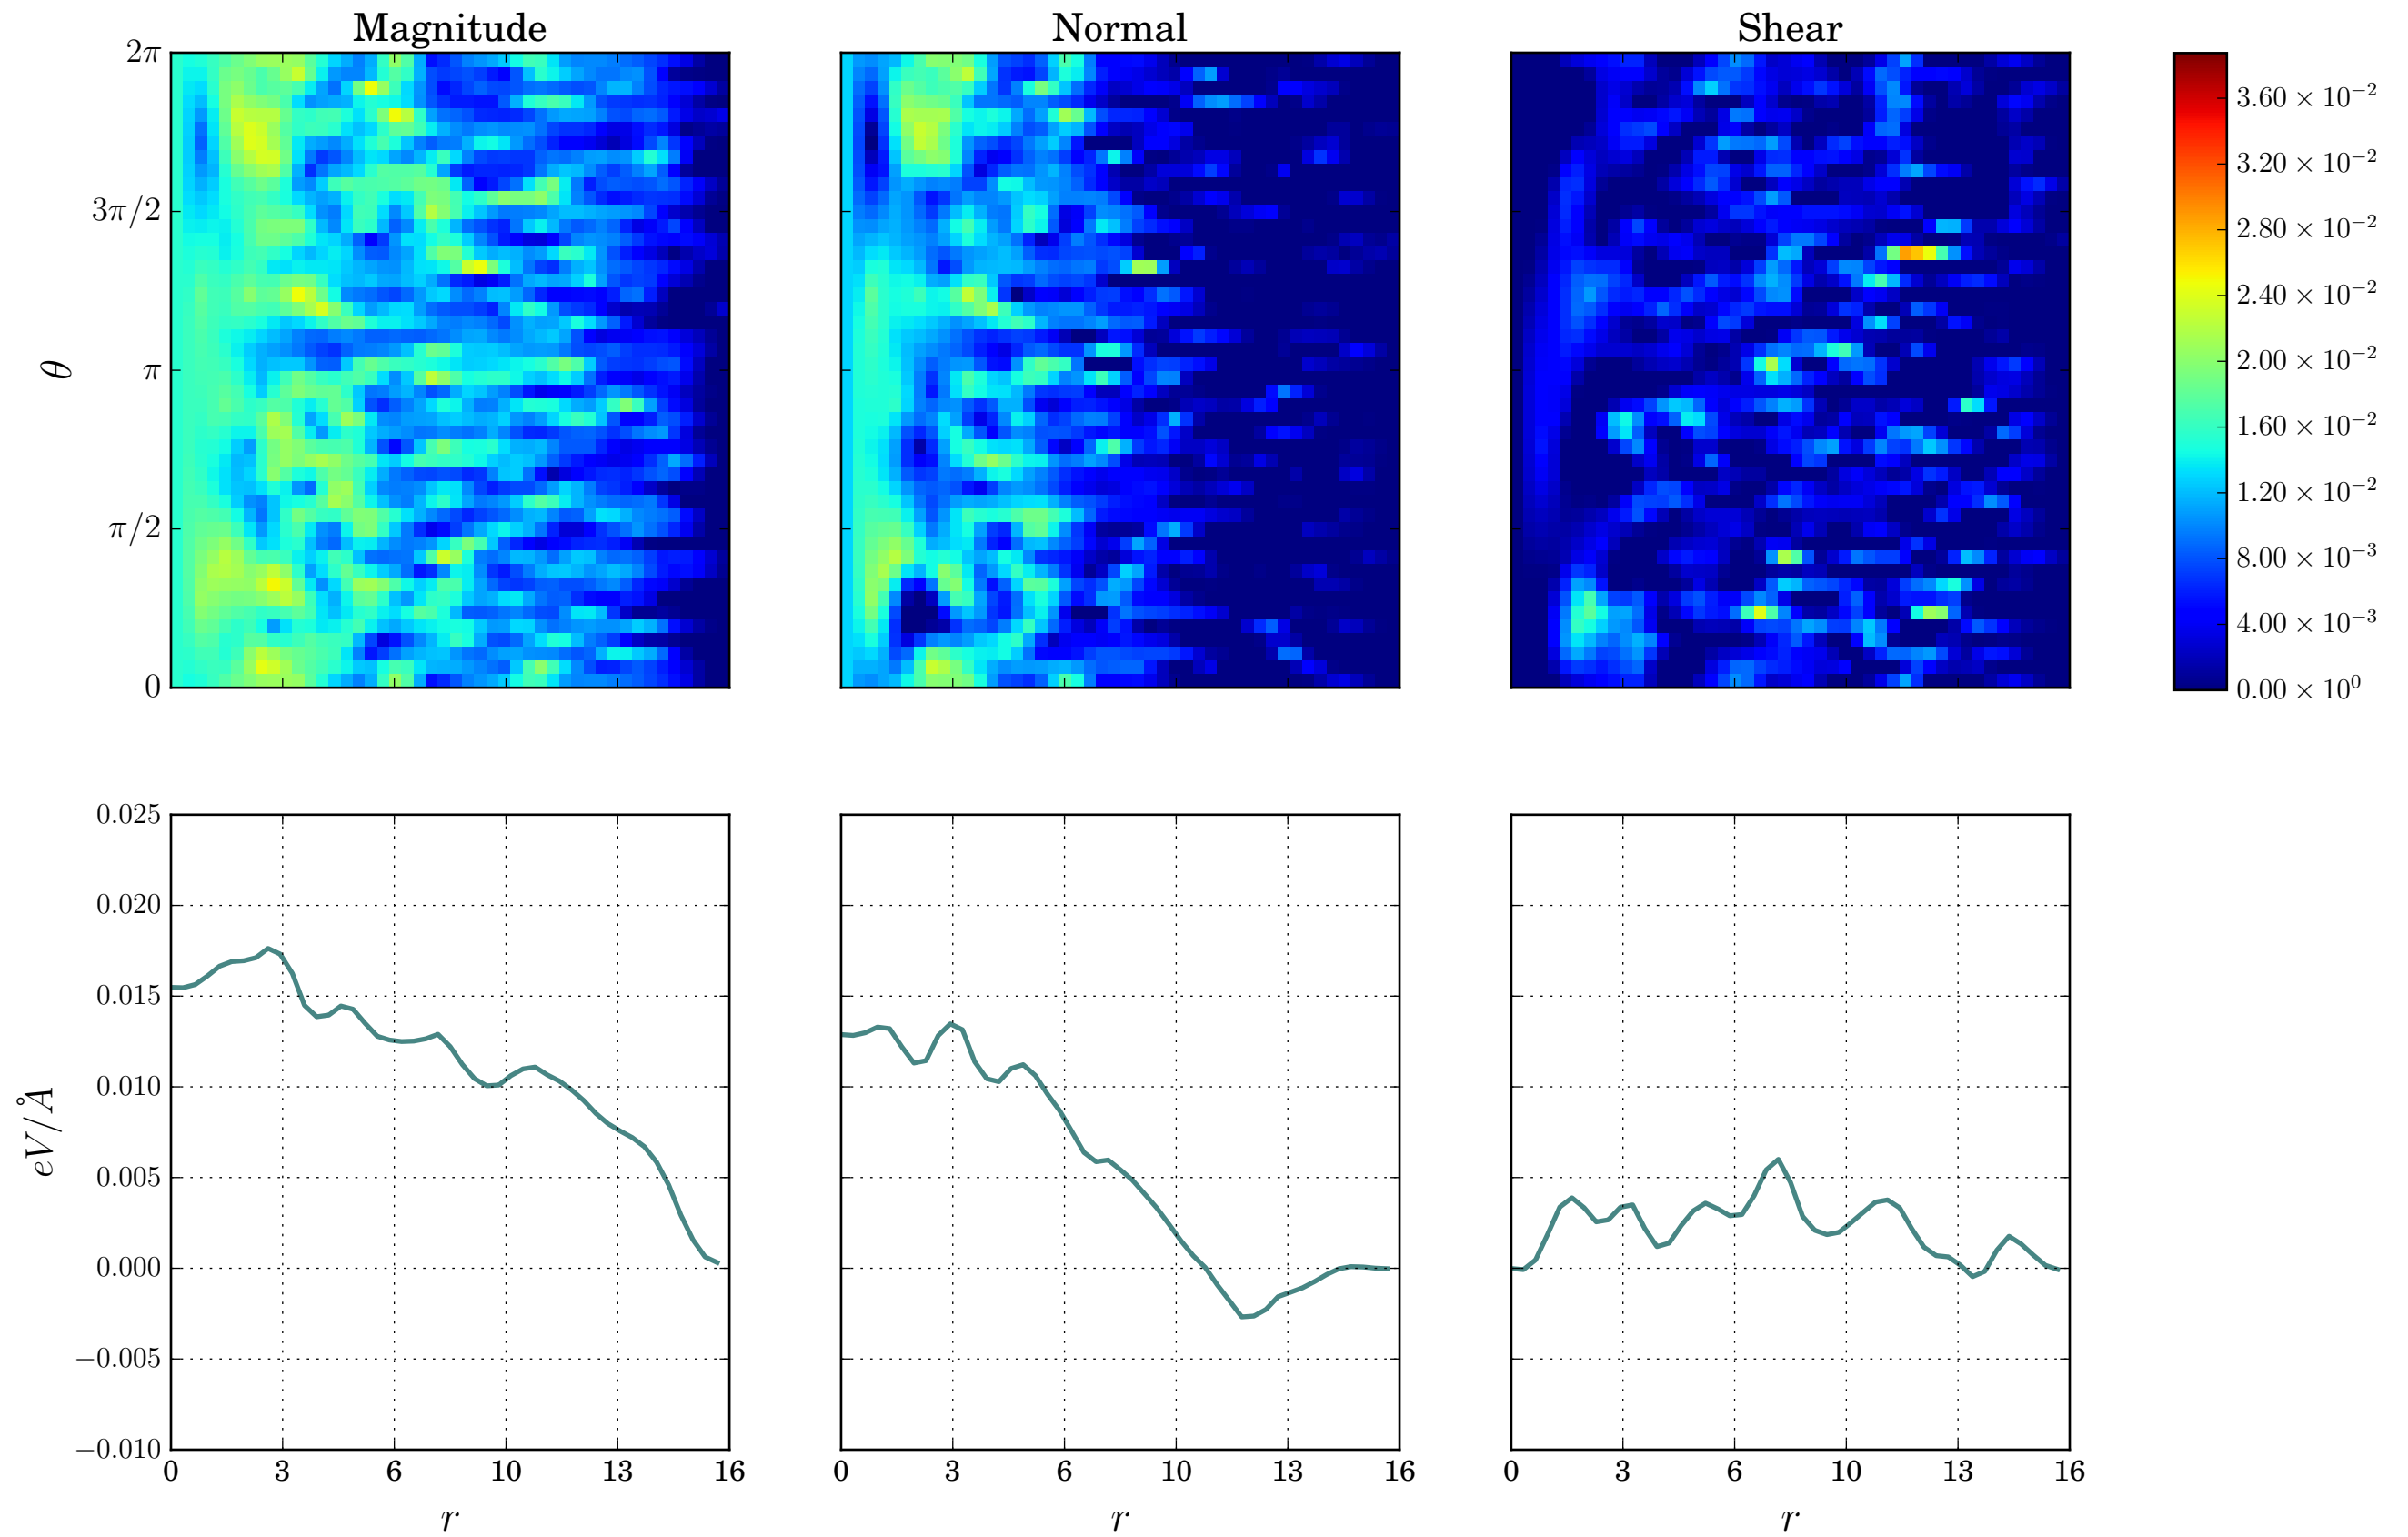 Magnitude Normal Shear
2π
3π/2
π
π/2
0
θ
3.60 × 10⁻²
3.20 × 10⁻²
2.80 × 10⁻²
2.40 × 10⁻²
2.00 × 10⁻²
1.60 × 10⁻²
1.20 × 10⁻²
8.00 × 10⁻³
4.00 × 10⁻³
0.00 × 10⁰
0.025
0.020
0.015
0.010
0.005
0.000
−0.005
−0.010
eV/Å
0 3 6 10 13 16
0 3 6 10 13 16
0 3 6 10 13 16
r r r